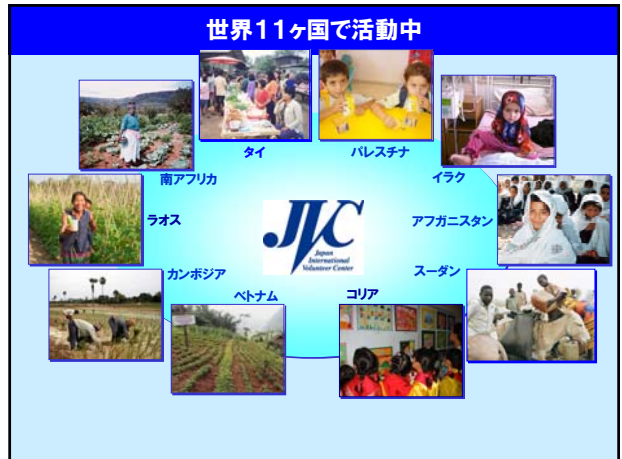 世界11ヶ国で活動中
タイ
パレスチナ
南アフリカ
イラク
ラオス
アフガニスタン
JVC
Japan
International
Volunteer Center
カンボジア
スーダン
ベトナム
コリア